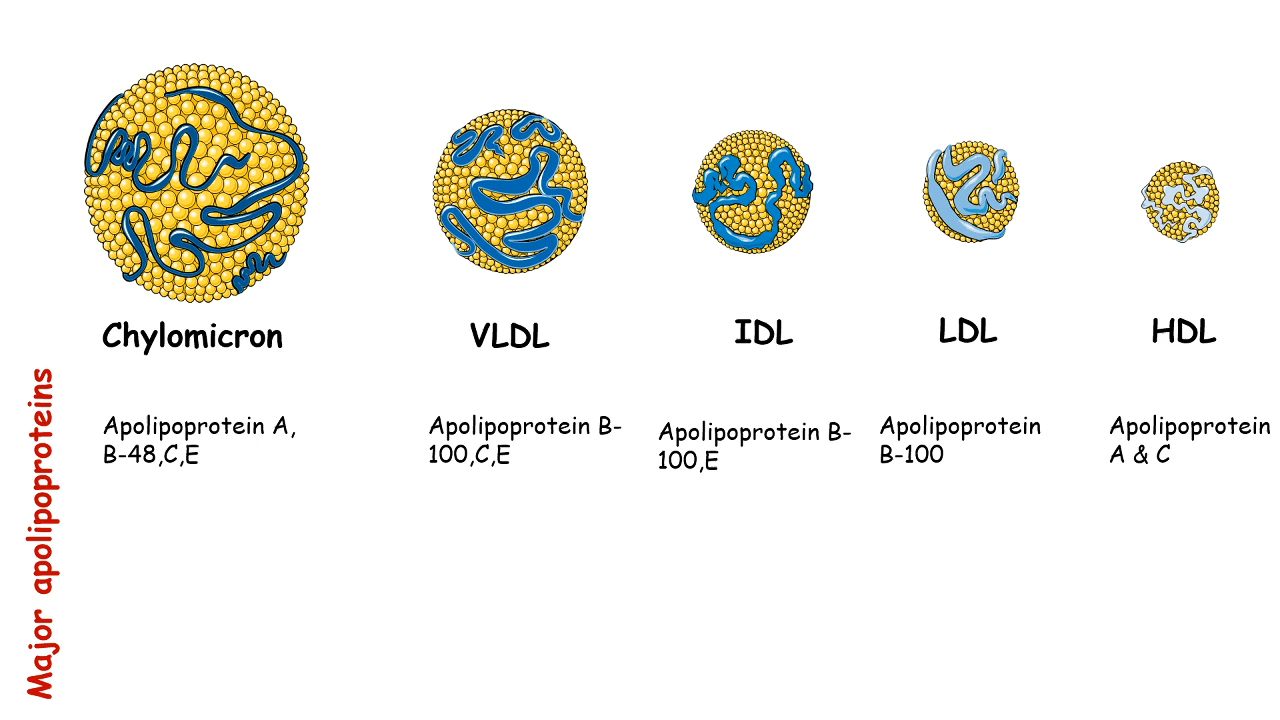 Chylomicron
VLDL
IDL
LDL
HDL
Major apolipoproteins
Apolipoprotein A,
B-48,C,E
Apolipoprotein B-
100,C,E
Apolipoprotein B-
100,E
Apolipoprotein
B-100
Apolipoprotein
A & C